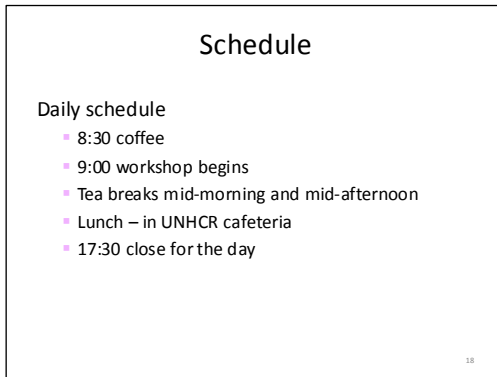 Schedule
Daily schedule
▪ 8:30 coffee
▪ 9:00 workshop begins
▪ Tea breaks mid-morning and mid-afternoon
▪ Lunch – in UNHCR cafeteria
▪ 17:30 close for the day
18